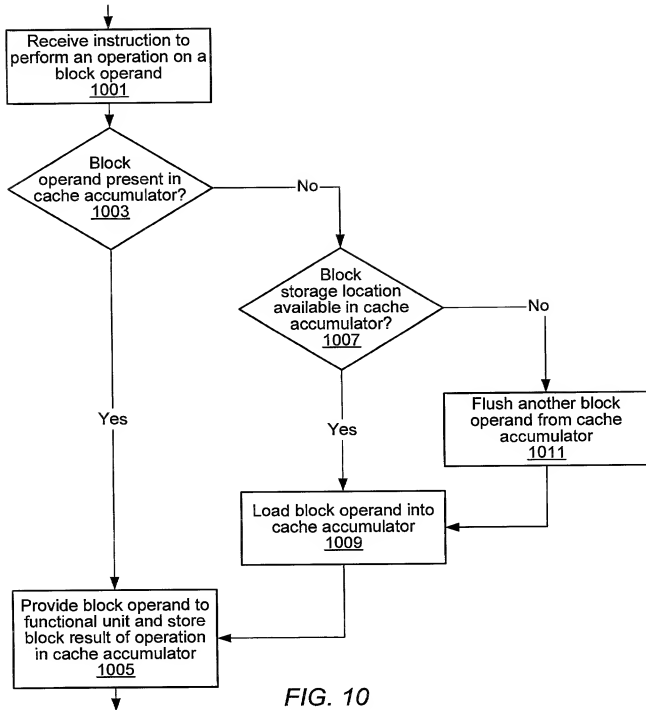 Receive instruction to
perform an operation on a
block operand
1001
Block
operand present in
cache accumulator?
1003
No
Block
storage location
available in cache
accumulator?
1007
No
Yes
Yes
Flush another block
operand from cache
accumulator
1011
Load block operand into
cache accumulator
1009
Provide block operand to
functional unit and store
block result of operation
in cache accumulator
1005
FIG. 10